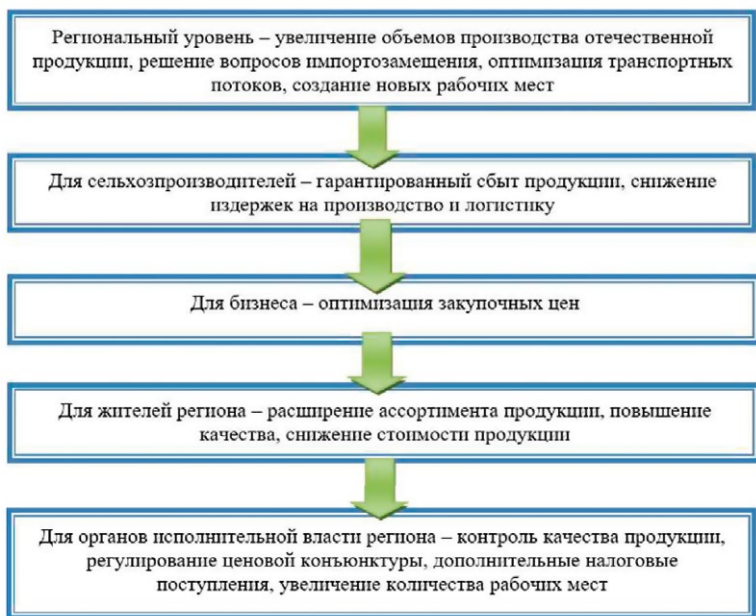 Региональный уровень – увеличение объемов производства отечественной
продукции, решение вопросов импортозамещения, оптимизация транспортных
потоков, создание новых рабочих мест
Для сельхозпроизводителей – гарантированный сбыт продукции, снижение
издержек на производство и логистику
Для бизнеса – оптимизация закупочных цен
Для жителей региона – расширение ассортимента продукции, повышение
качества, снижение стоимости продукции
Для органов исполнительной власти региона – контроль качества продукции,
регулирование ценовой конъюнктуры, дополнительные налоговые
поступления, увеличение количества рабочих мест